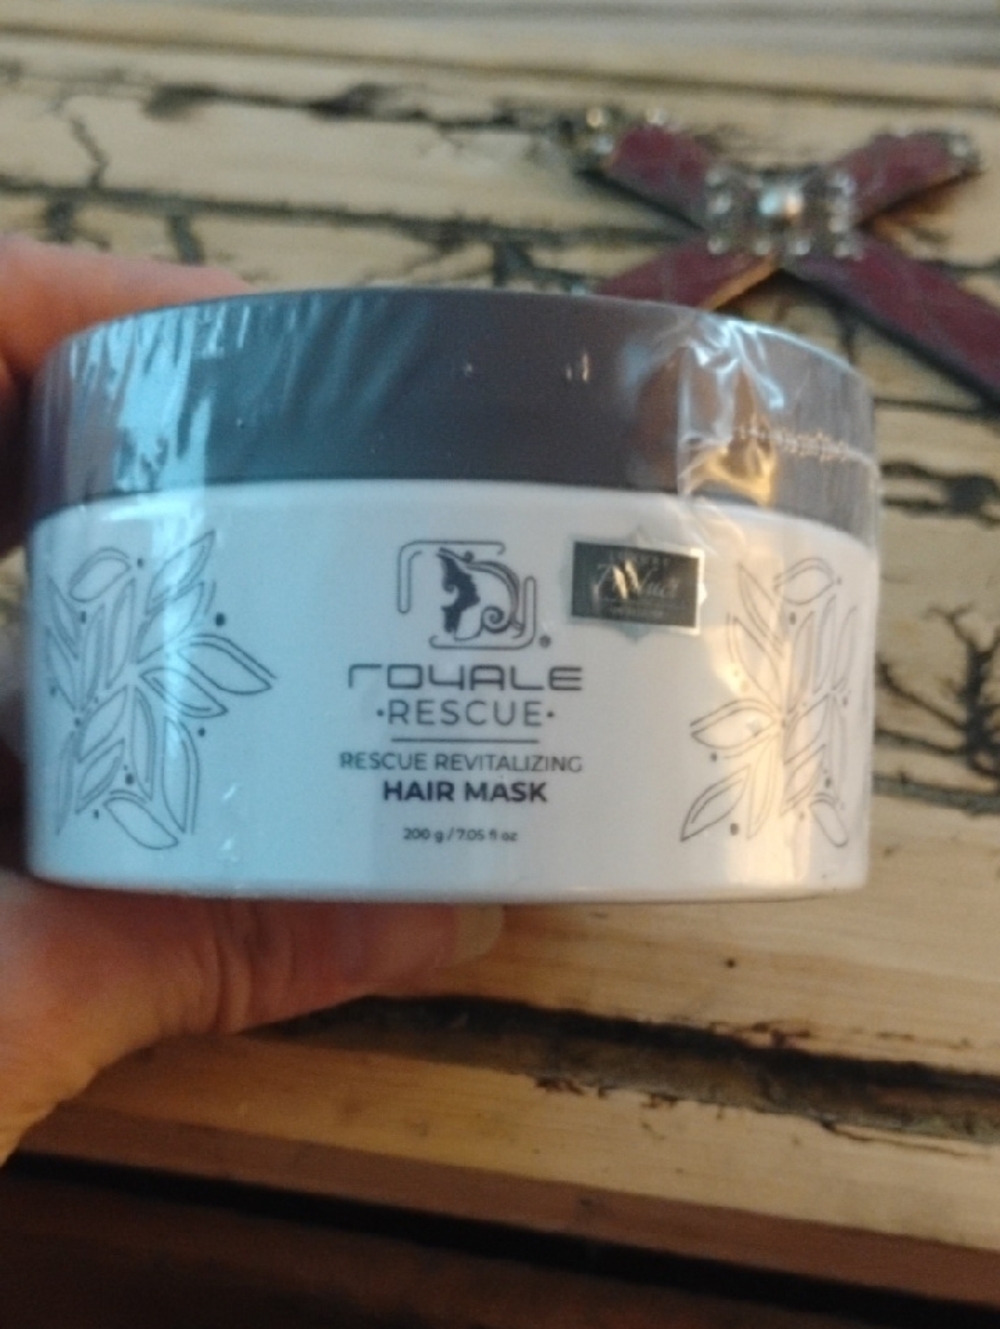 ROYALE
·RESCUE·
RESCUE REVITALIZING
HAIR MASK
200 g / 7.05 fl oz